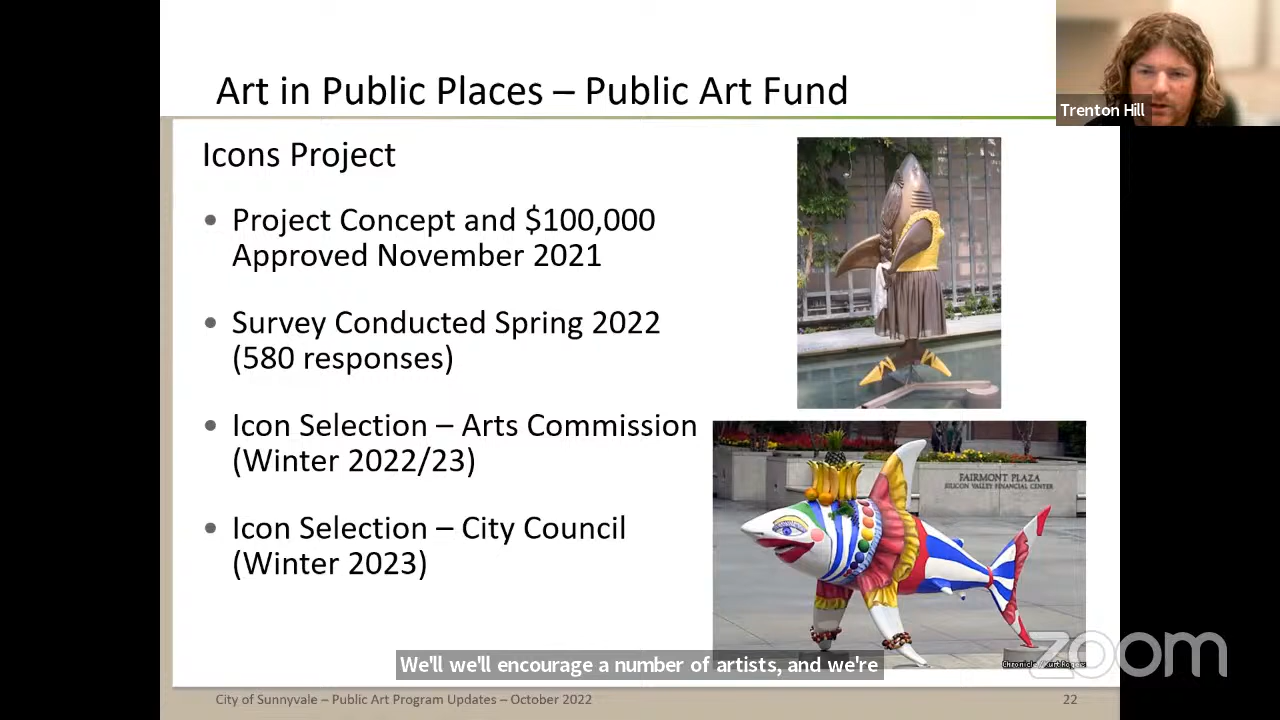 Art in Public Places – Public Art Fund
Trenton Hill
Icons Project
• Project Concept and $100,000
Approved November 2021
• Survey Conducted Spring 2022
(580 responses)
• Icon Selection – Arts Commission
(Winter 2022/23)
• Icon Selection – City Council
(Winter 2023)
FAIRMONT PLAZA
SILICON VALLEY FINANCIAL CENTER
zoom
We'll we'll encourage a number of artists, and we're
City of Sunnyvale – Public Art Program Updates – October 2022
22